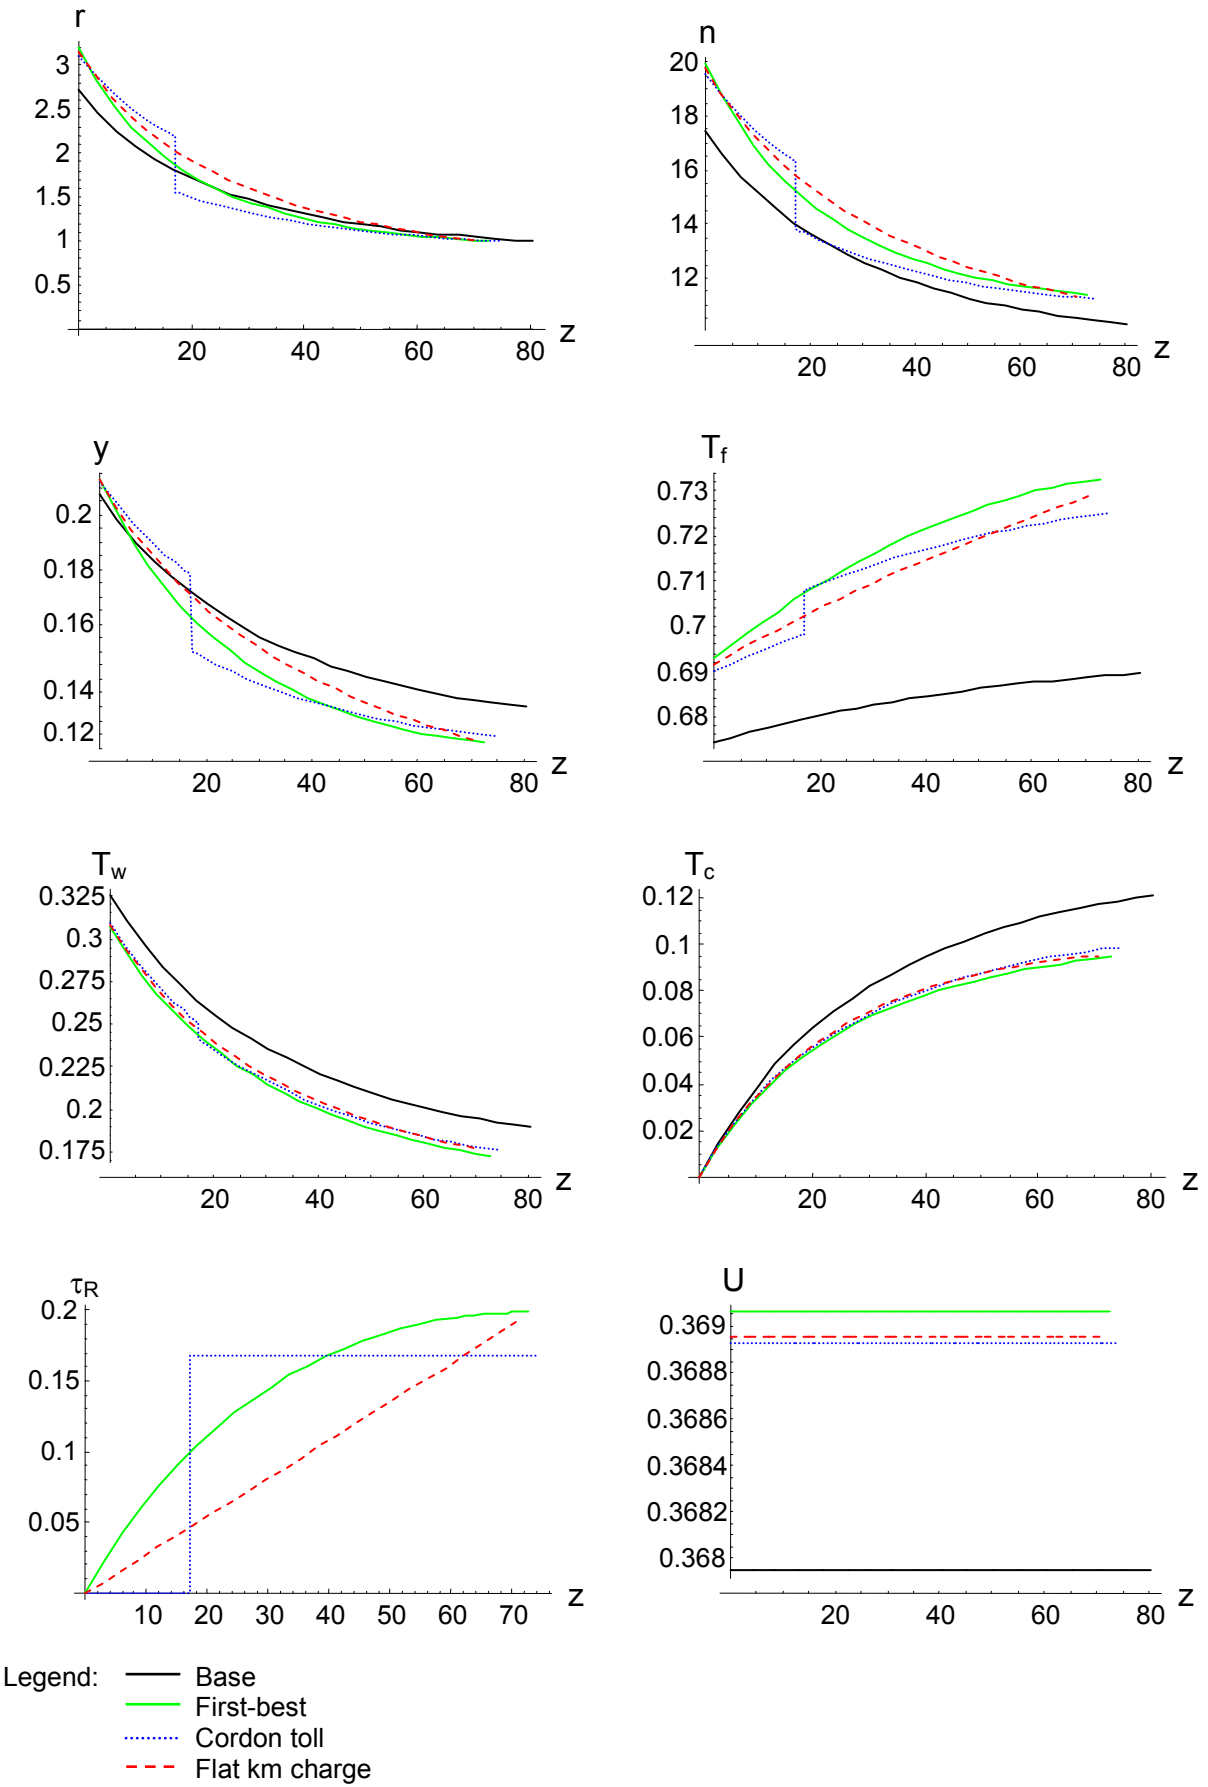 r
3
2.5
2
1.5
1
0.5
20 40 60 80 z
n
20
18
16
14
12
20 40 60 80 z
y
0.2
0.18
0.16
0.14
0.12
20 40 60 80 z
Tf
0.73
0.72
0.71
0.7
0.69
0.68
20 40 60 80 z
Tw
0.325
0.3
0.275
0.25
0.225
0.2
0.175
20 40 60 80 z
Tc
0.12
0.1
0.08
0.06
0.04
0.02
20 40 60 80 z
τR
0.2
0.15
0.1
0.05
10 20 30 40 50 60 70 z
U
0.369
0.3688
0.3686
0.3684
0.3682
0.368
20 40 60 80 z
Legend: Base
First-best
Cordon toll
Flat km charge